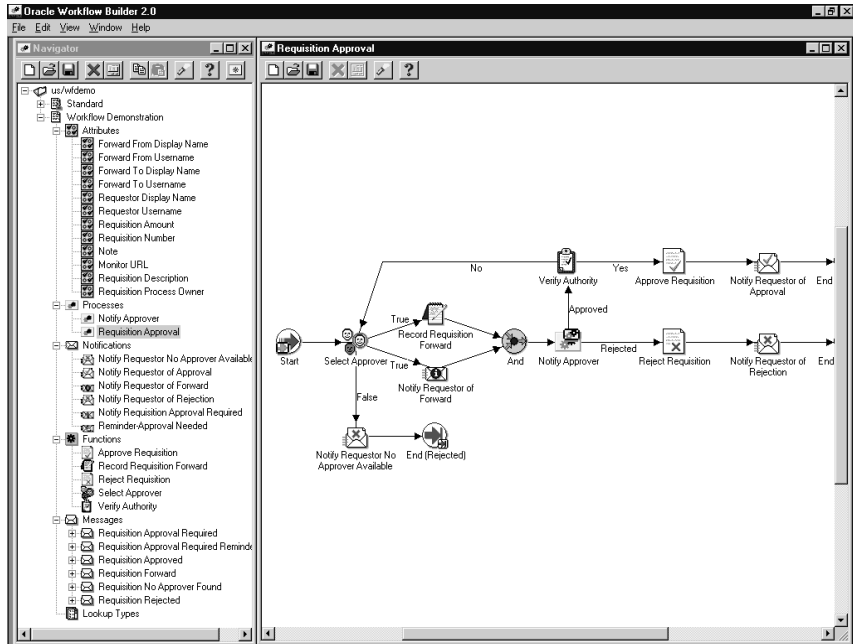 Oracle Workflow Builder 2.0
File Edit View Window Help
Navigator
us/wfdemo
Standard
Workflow Demonstration
Attributes
Forward From Display Name
Forward From Username
Forward To Display Name
Forward To Username
Requestor Display Name
Requestor Username
Requisition Amount
Requisition Number
Note
Monitor URL
Requisition Description
Requisition Process Owner
Processes
Notify Approver
Requisition Approval
Notifications
Notify Requestor No Approver Available
Notify Requestor of Approval
Notify Requestor of Forward
Notify Requestor of Rejection
Notify Requisition Approval Required
Reminder-Approval Needed
Functions
Approve Requisition
Record Requisition Forward
Reject Requisition
Select Approver
Verify Authority
Messages
Requisition Approval Required
Requisition Approval Required Reminde
Requisition Approved
Requisition Forward
Requisition No Approver Found
Requisition Rejected
Lookup Types
Requisition Approval
No
Verify Authority
Yes
Approve Requisition
Notify Requestor of
Approval
End
Approved
True
Record Requisition
Forward
Start
Select Approver
True
Notify Requestor of
Forward
And
Notify Approver
Rejected
Reject Requisition
Notify Requestor of
Rejection
End
False
Notify Requestor No
Approver Available
End (Rejected)